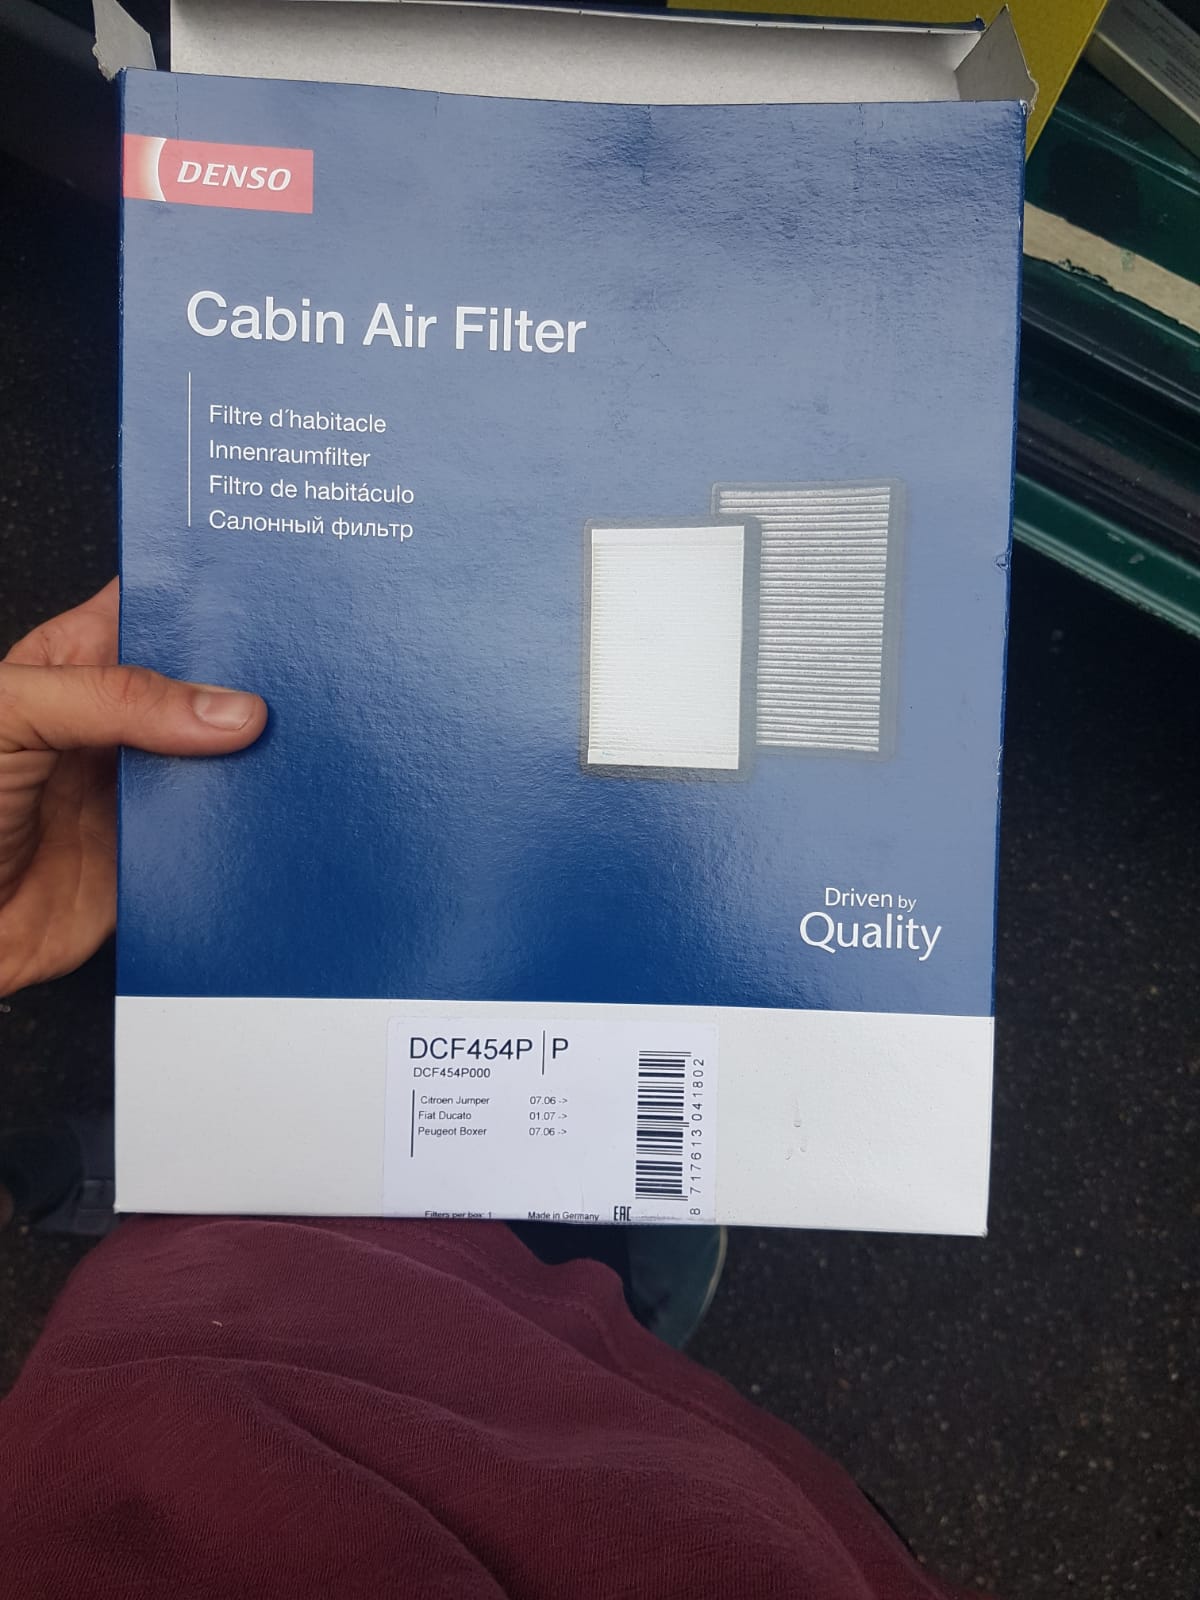 DENSO
Cabin Air Filter
Filtre d´habitacle
Innenraumfilter
Filtro de habitáculo
Салонный фильтр
Driven by
Quality
DCF454P P
DCF454P000
Citroen Jumper 07.06 ->
Fiat Ducato 01.07 ->
Peugeot Boxer 07.06 ->
8 717613 041802
Filters per box: 1 Made in Germany EAC